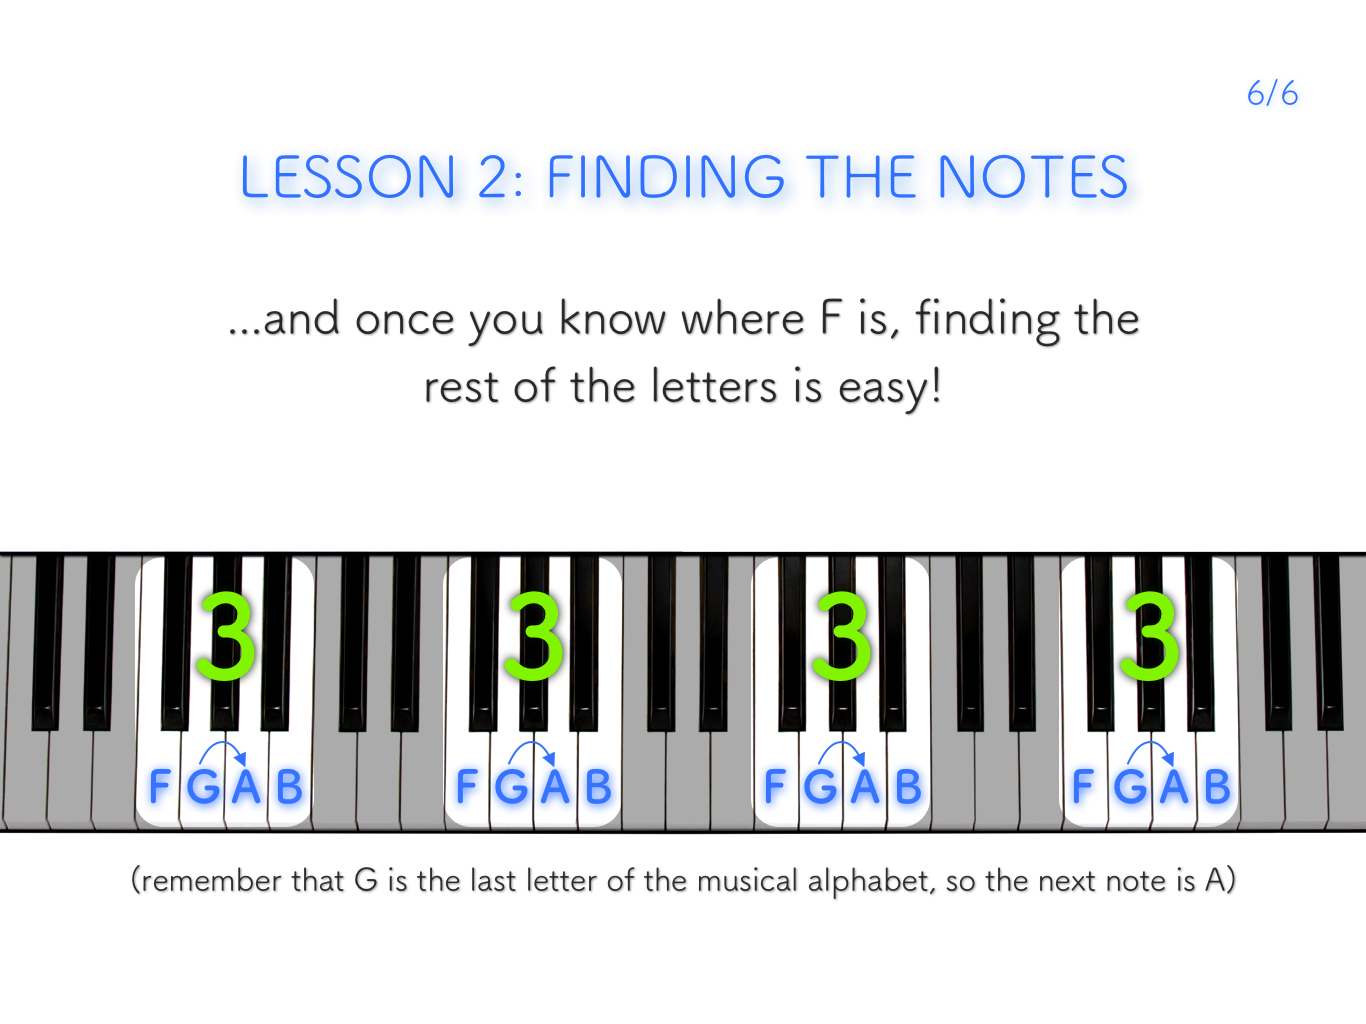 6/6
LESSON 2: FINDING THE NOTES
...and once you know where F is, finding the
rest of the letters is easy!
3 3 3 3
F G A B F G A B F G A B F G A B
(remember that G is the last letter of the musical alphabet, so the next note is A)